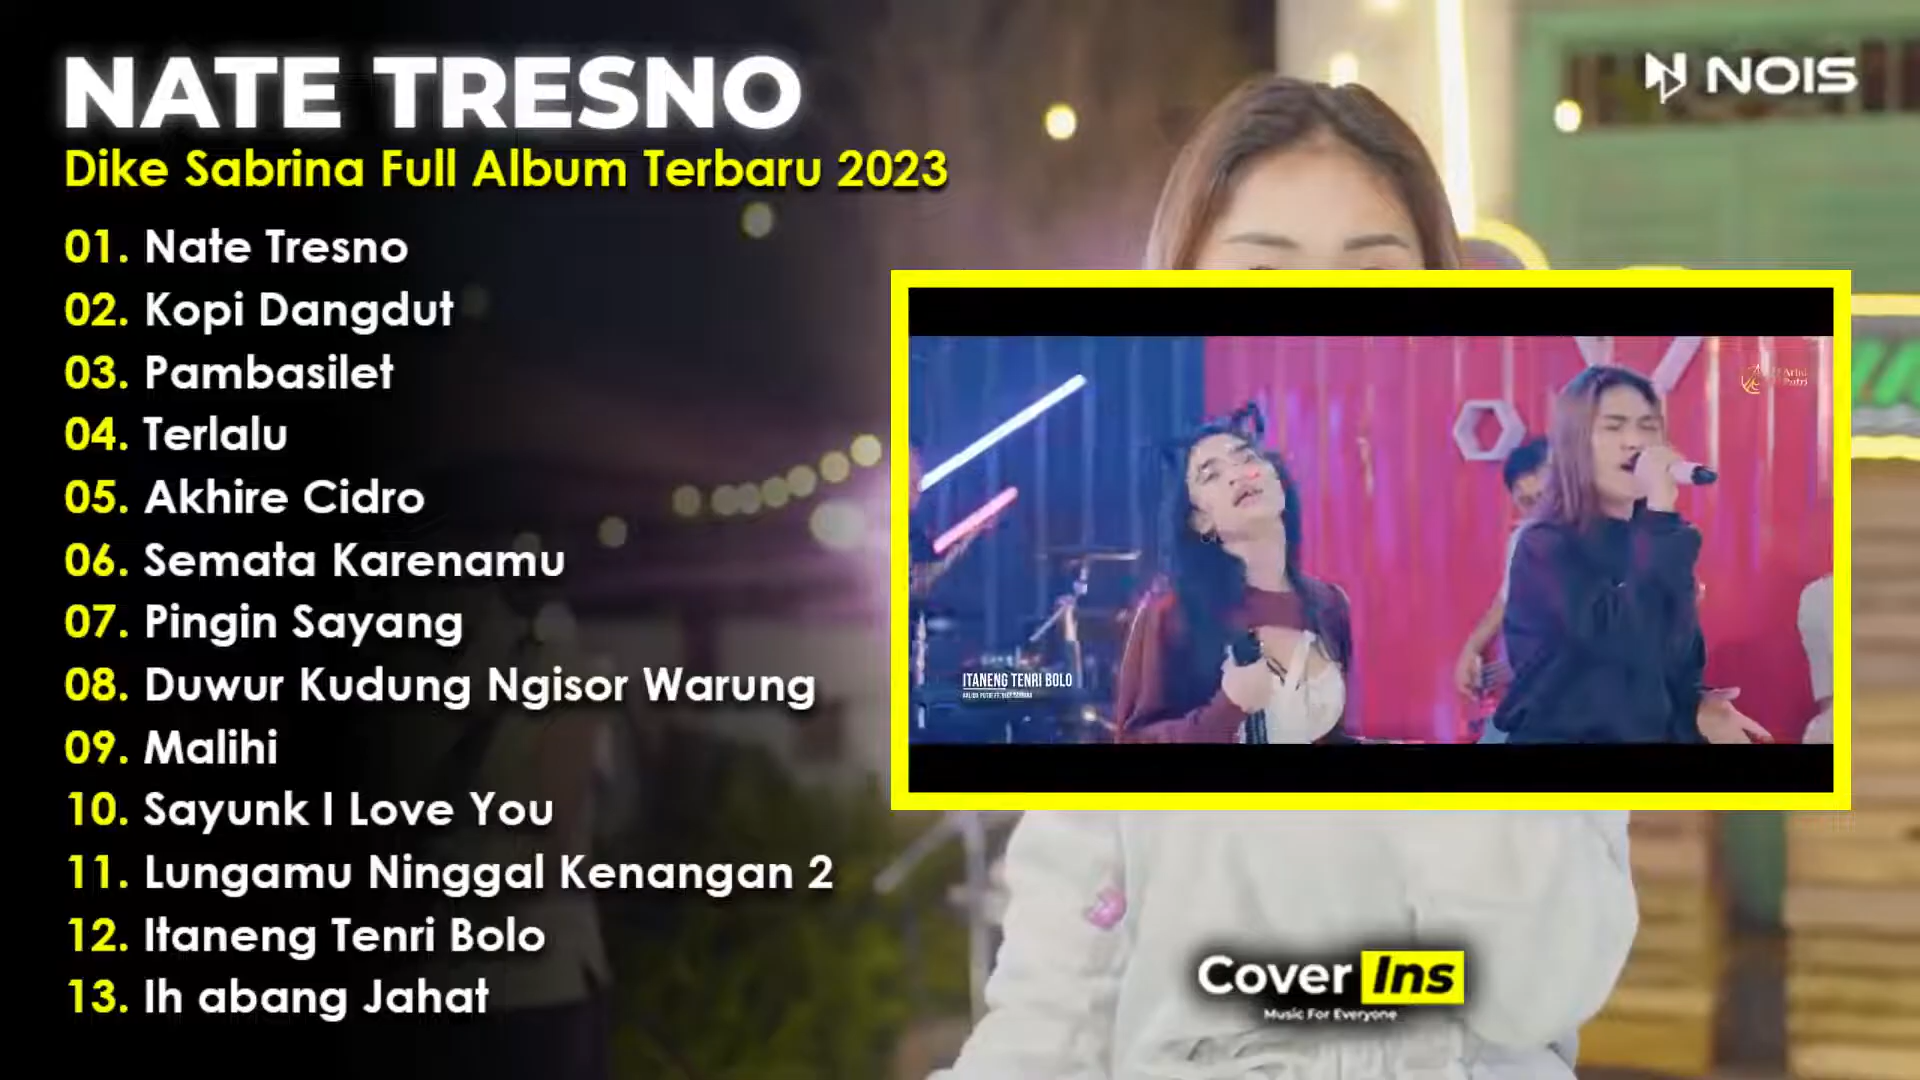 NATE TRESNO
NOIS
Dike Sabrina Full Album Terbaru 2023
01. Nate Tresno
02. Kopi Dangdut
03. Pambasilet
04. Terlalu
05. Akhire Cidro
06. Semata Karenamu
07. Pingin Sayang
08. Duwur Kudung Ngisor Warung
09. Malihi
10. Sayunk I Love You
11. Lungamu Ninggal Kenangan 2
12. Itaneng Tenri Bolo
13. Ih abang Jahat
Putri
ITANENG TENRI BOLO
Cover Ins
Music For Everyone